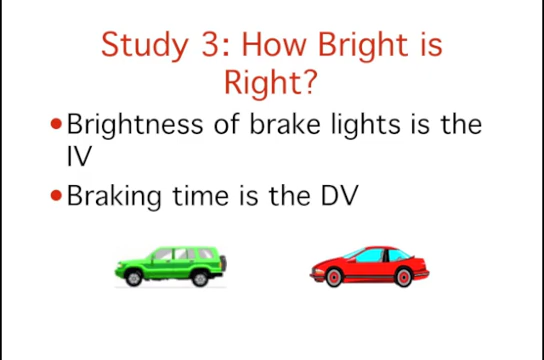 Study 3: How Bright is
Right?
•Brightness of brake lights is the
IV
•Braking time is the DV